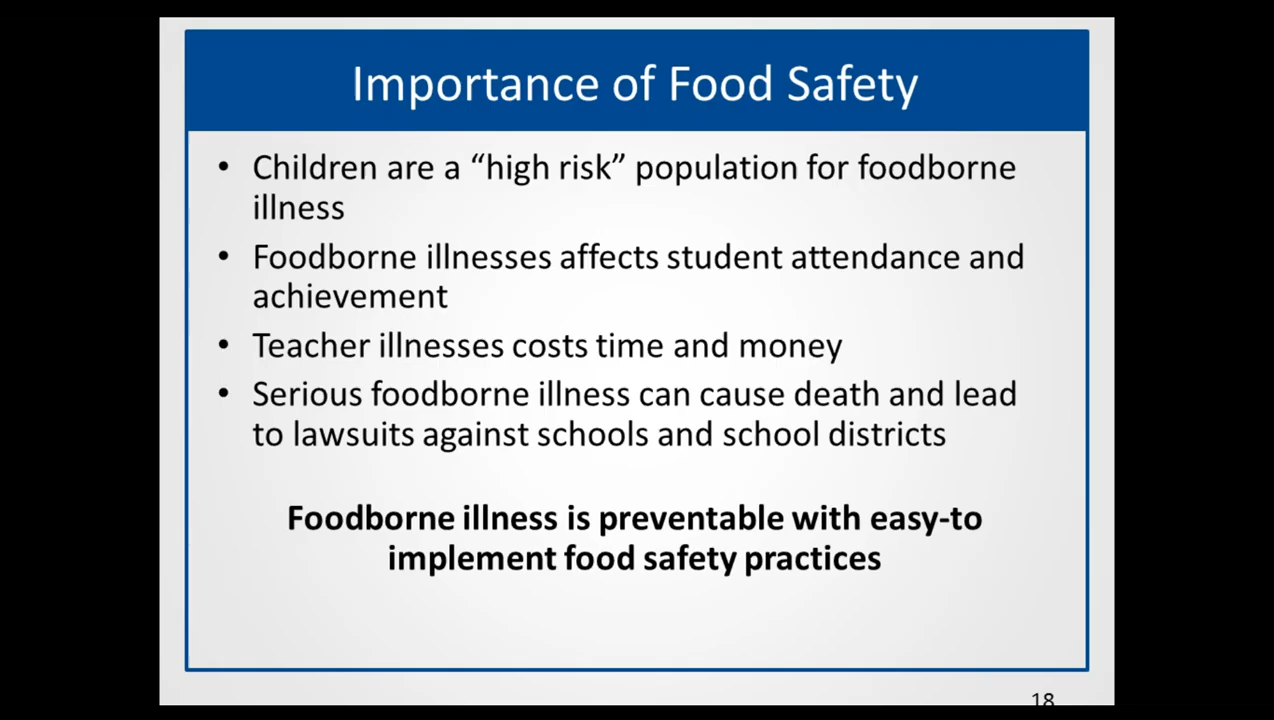 Importance of Food Safety
• Children are a “high risk” population for foodborne
illness
• Foodborne illnesses affects student attendance and
achievement
• Teacher illnesses costs time and money
• Serious foodborne illness can cause death and lead
to lawsuits against schools and school districts
Foodborne illness is preventable with easy-to
implement food safety practices
18